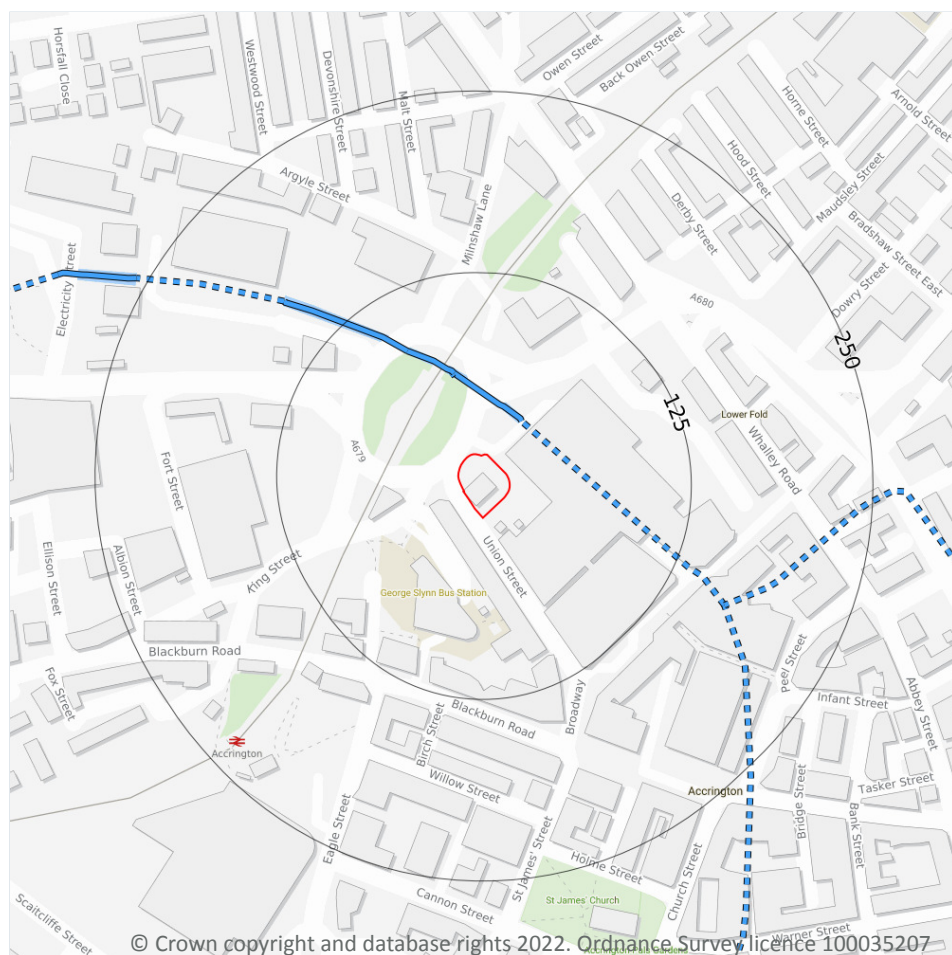 Horsfall Close
Westwood Street
Devonshire Street
Malt Street
Owen Street
Back Owen Street
Horne Street
Arnold Street
Hood Street
Maudsley Street
Argyle Street
Milnshaw Lane
Derby Street
Bradshaw Street East
Dowry Street
Electricity Street
A680
250
125
Lower Fold
Whalley Road
A679
Fort Street
Ellison Street
Albion Street
King Street
Union Street
George Slynn Bus Station
Blackburn Road
Fox Street
Peel Street
Abbey Street
Infant Street
Broadway
Blackburn Road
Accrington
Birch Street
Willow Street
Accrington
Tasker Street
Bridge Street
Bank Street
Eagle Street
St James' Street
Holme Street
Church Street
Cannon Street
St James' Church
Scaitcliffe Street
Warner Street
Accrington Pals Gardens
© Crown copyright and database rights 2022. Ordnance Survey licence 100035207